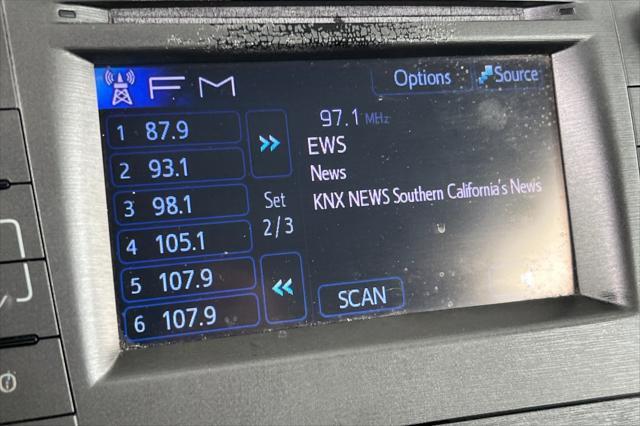 FM
Options
Source
1 87.9
2 93.1
3 98.1
4 105.1
5 107.9
6 107.9
Set
2/3
97.1 MHz
EWS
News
KNX NEWS Southern California's News
SCAN